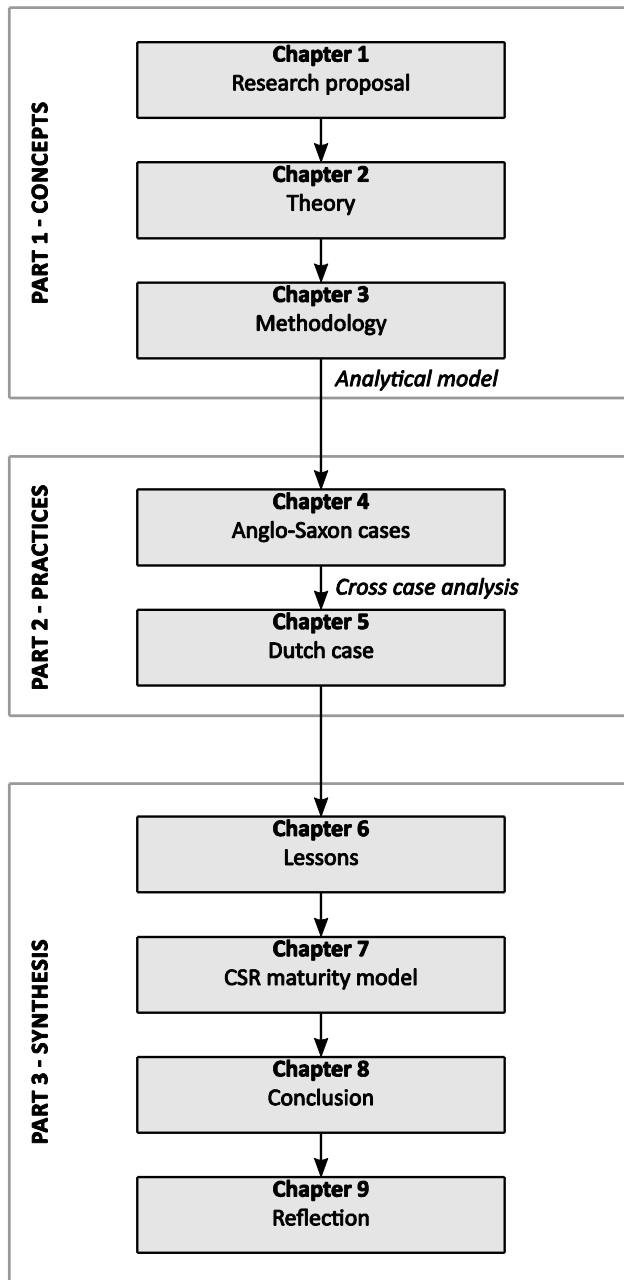 PART 1 - CONCEPTS
Chapter 1
Research proposal
Chapter 2
Theory
Chapter 3
Methodology
Analytical model
PART 2 - PRACTICES
Chapter 4
Anglo-Saxon cases
Cross case analysis
Chapter 5
Dutch case
PART 3 - SYNTHESIS
Chapter 6
Lessons
Chapter 7
CSR maturity model
Chapter 8
Conclusion
Chapter 9
Reflection